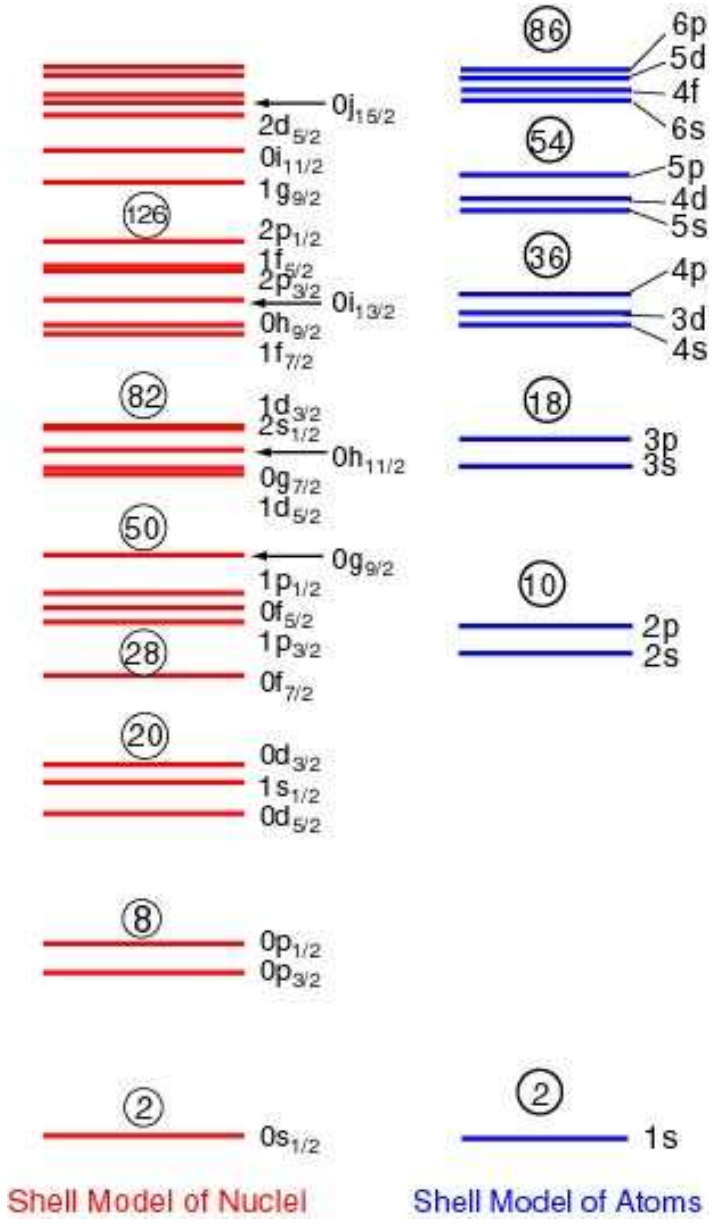 0j15/2
2d5/2
0i11/2
1g9/2
126
2p1/2
1f5/2
2p3/2
0i13/2
0h9/2
1f7/2
82
1d3/2
2s1/2
0h11/2
0g7/2
1d5/2
50
0g9/2
1p1/2
0f5/2
1p3/2
28
0f7/2
20
0d3/2
1s1/2
0d5/2
8
0p1/2
0p3/2
2
0s1/2
Shell Model of Nuclei
86
6p
5d
4f
6s
54
5p
4d
5s
36
4p
3d
4s
18
3p
3s
10
2p
2s
2
1s
Shell Model of Atoms